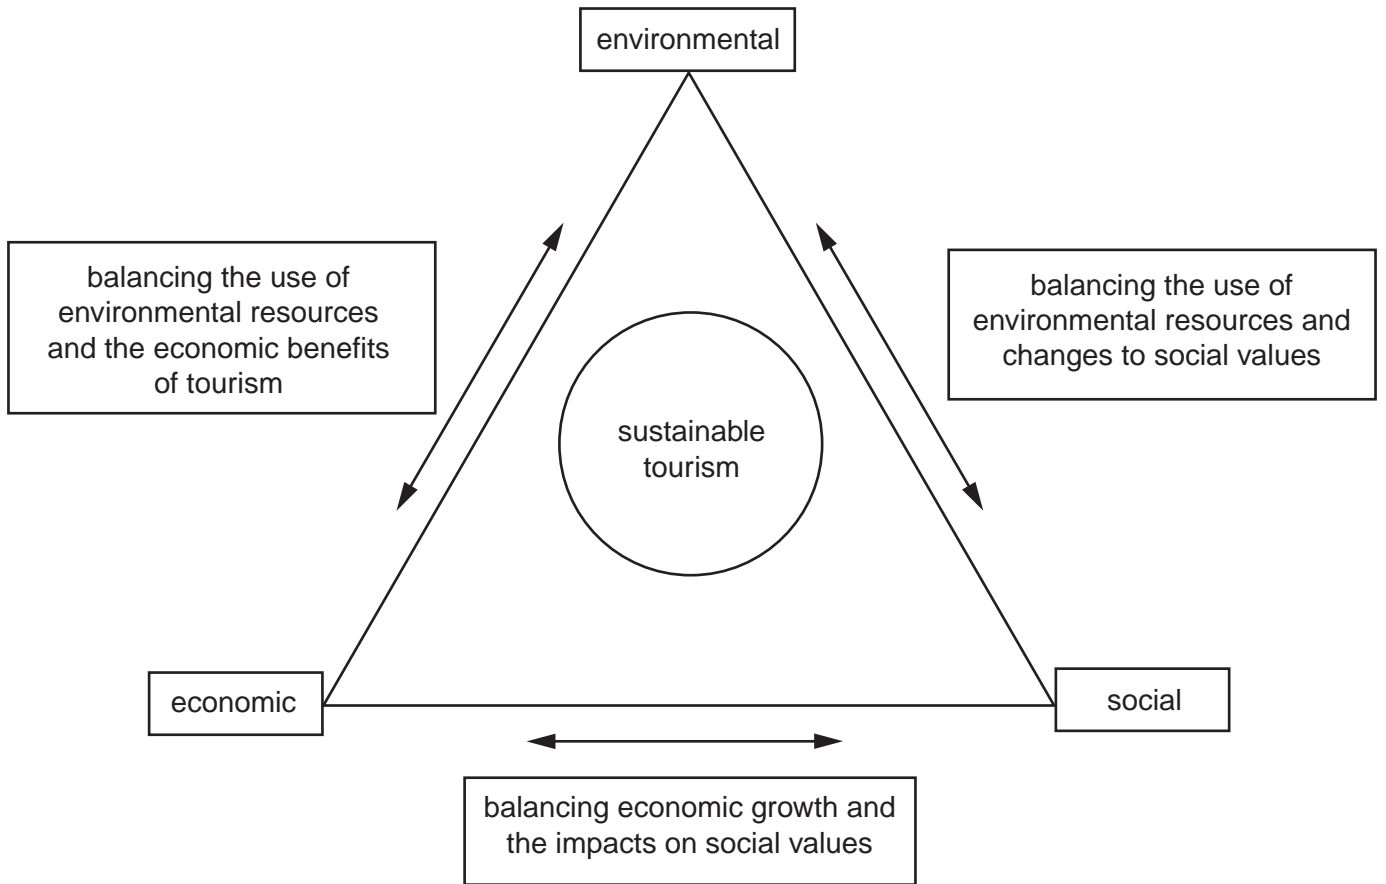 environmental
balancing the use of
environmental resources
and the economic benefits
of tourism
balancing the use of
environmental resources and
changes to social values
sustainable
tourism
economic
social
balancing economic growth and
the impacts on social values